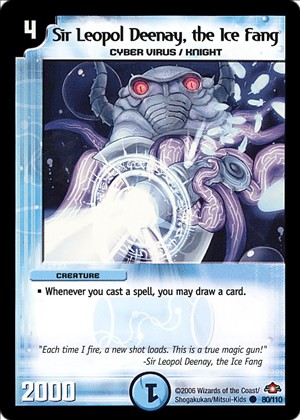 4
Sir Leopol Deenay, the Ice Fang
CYBER VIRUS / KNIGHT
CREATURE
▪ Whenever you cast a spell, you may draw a card.
"Each time I fire, a new shot loads. This is a true magic gun!"
-Sir Leopol Deenay, the Ice Fang
2000
1
©2006 Wizards of the Coast/
Shogakukan/Mitsui-Kids ● 80/110